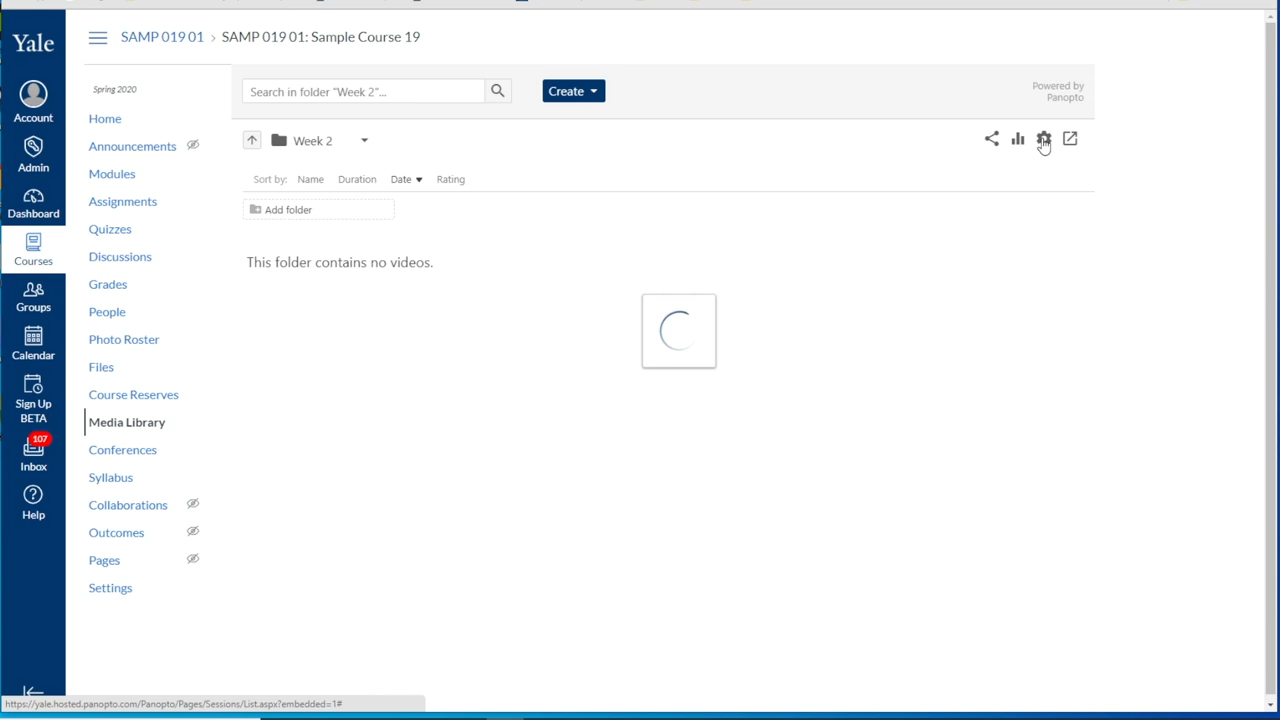 Yale
SAMP 019 01 › SAMP 019 01: Sample Course 19
Account
Admin
Dashboard
Courses
Groups
Calendar
Sign Up
BETA
107
Inbox
Help
Spring 2020
Home
Announcements
Modules
Assignments
Quizzes
Discussions
Grades
People
Photo Roster
Files
Course Reserves
Media Library
Conferences
Syllabus
Collaborations
Outcomes
Pages
Settings
Search in folder "Week 2"...
Create
Powered by
Panopto
Week 2
Sort by: Name Duration Date Rating
Add folder
This folder contains no videos.
https://yale.hosted.panopto.com/Panopto/Pages/Sessions/List.aspx?embedded=1#